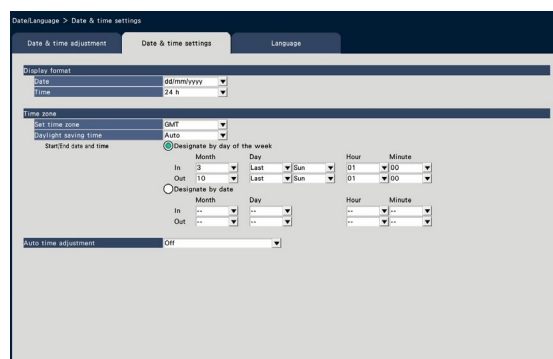 Date/Language > Date & time settings
Date & time adjustment Date & time settings Language
Display format
Date dd/mm/yyyy
Time 24 h
Time zone
Set time zone GMT
Daylight saving time Auto
Start/End date and time Designate by day of the week
Month Day Hour Minute
In 3 Last Sun 01 00
Out 10 Last Sun 01 00
Designate by date
Month Day Hour Minute
In -- -- -- --
Out -- -- -- --
Auto time adjustment Off